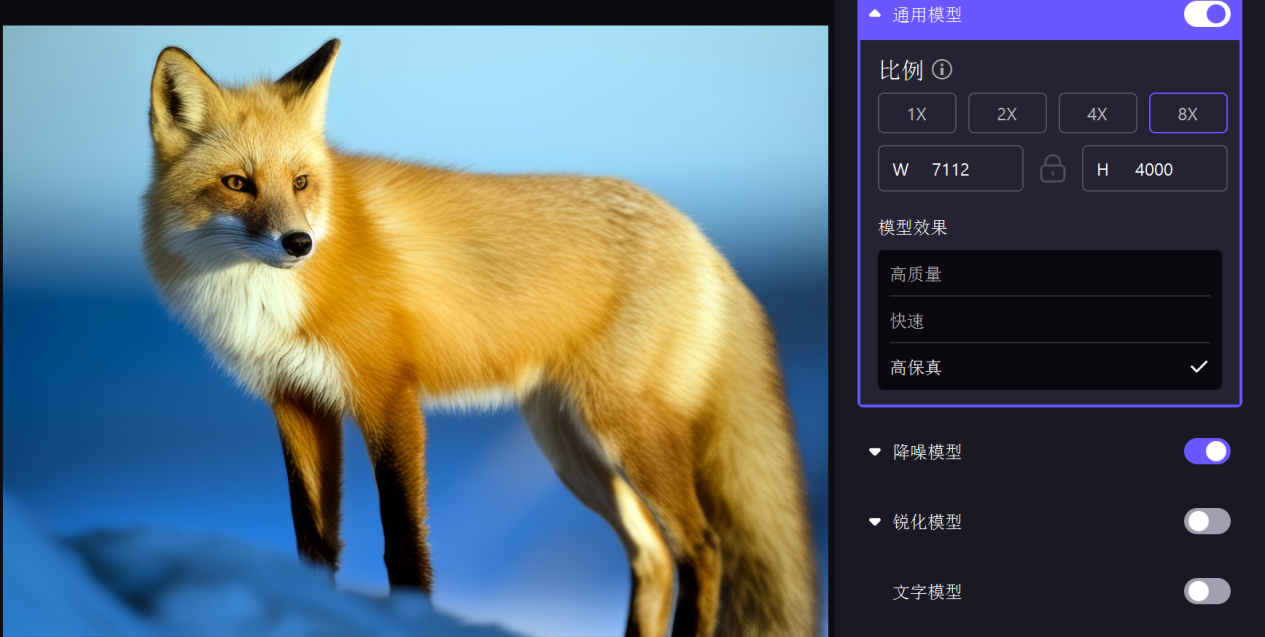 通用模型
比例
1X 2X 4X 8X
W 7112 H 4000
模型效果
高质量
快速
高保真
降噪模型
锐化模型
文字模型